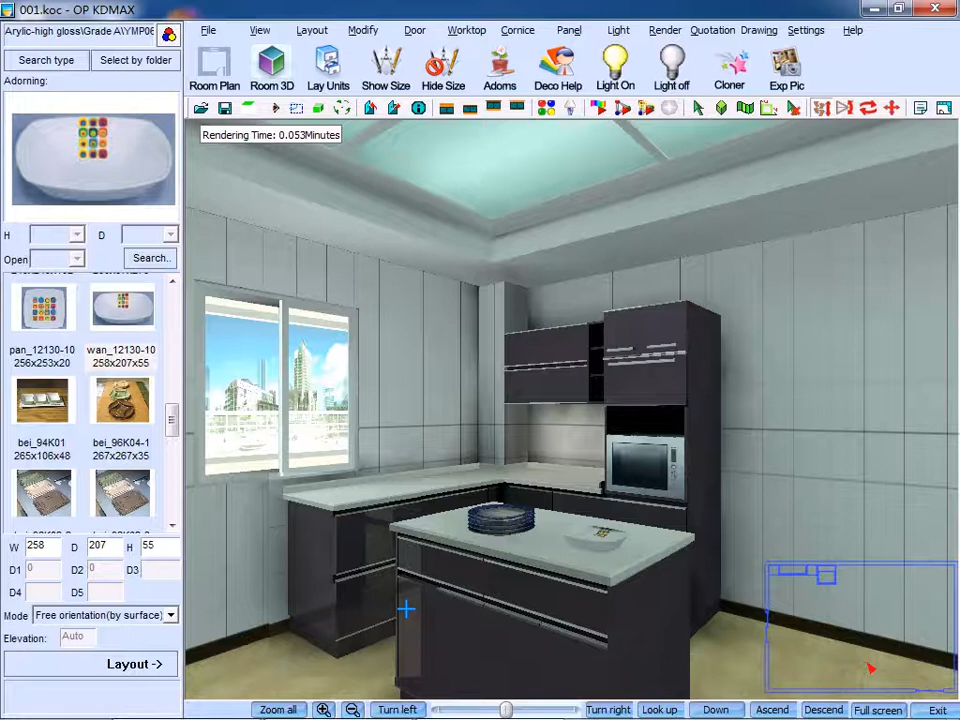 001.koc - OP KDMAX
Exit
Arylic-high gloss\Grade A\YMP06
File View Layout Modify Door Worktop Cornice Panel Light Render Quotation Drawing Settings Help
Search type Select by folder
Adorning:
Room Plan Room 3D Lay Units Show Size Hide Size Adorns Deco Help Light On Light off Cloner Exp Pic
Rendering Time: 0.053Minutes
H D
Open Search..
pan_12130-10 wan_12130-10
256x253x20 258x207x55
bei_94K01 bei_96K04-1
265x106x48 267x267x35
W 258 D 207 H 55
D1 0 D2 0 D3
D4 D5
Mode Free orientation(by surface)
Elevation: Auto
Layout ->
Zoom all Turn left Turn right Look up Down Ascend Descend Full screen Exit